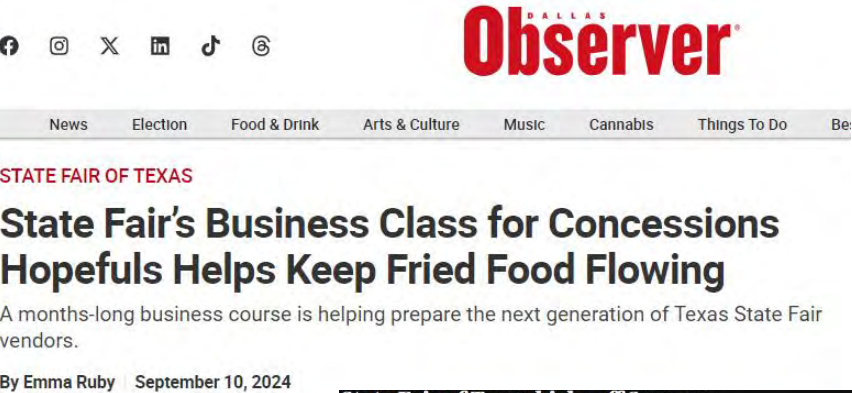 DALLAS
Observer
News Election Food & Drink Arts & Culture Music Cannabis Things To Do
STATE FAIR OF TEXAS
State Fair's Business Class for Concessions
Hopefuls Helps Keep Fried Food Flowing
A months-long business course is helping prepare the next generation of Texas State Fair
vendors.
By Emma Ruby September 10, 2024